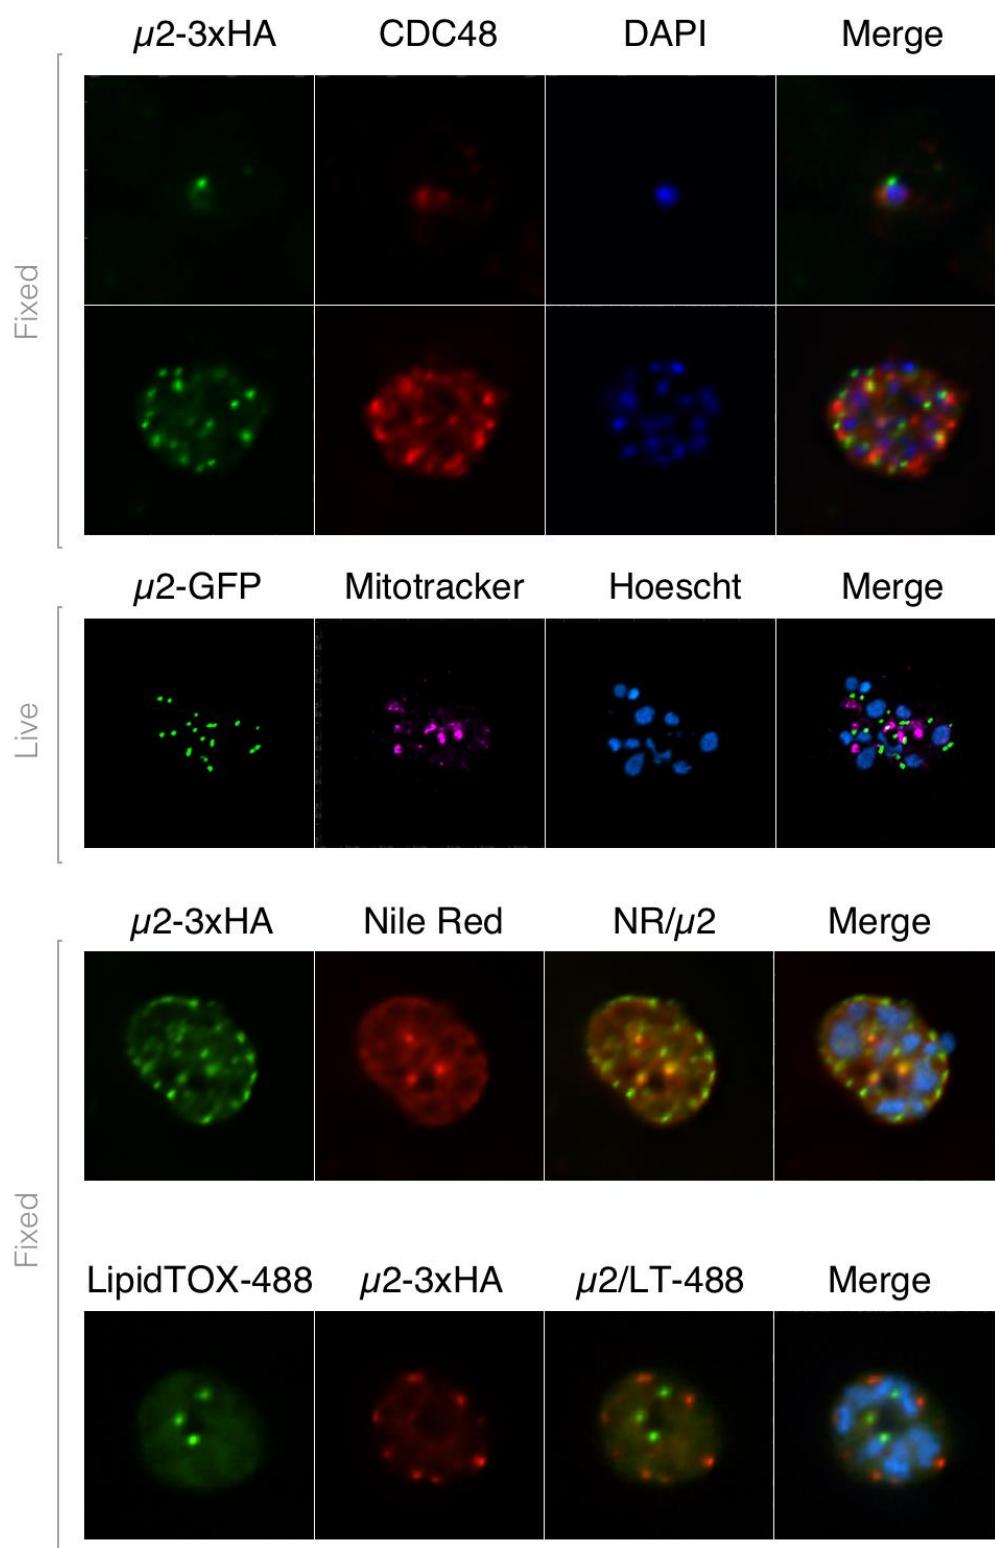 µ2-3xHA CDC48 DAPI Merge
Fixed
µ2-GFP Mitotracker Hoescht Merge
Live
µ2-3xHA Nile Red NR/µ2 Merge
Fixed
LipidTOX-488 µ2-3xHA µ2/LT-488 Merge